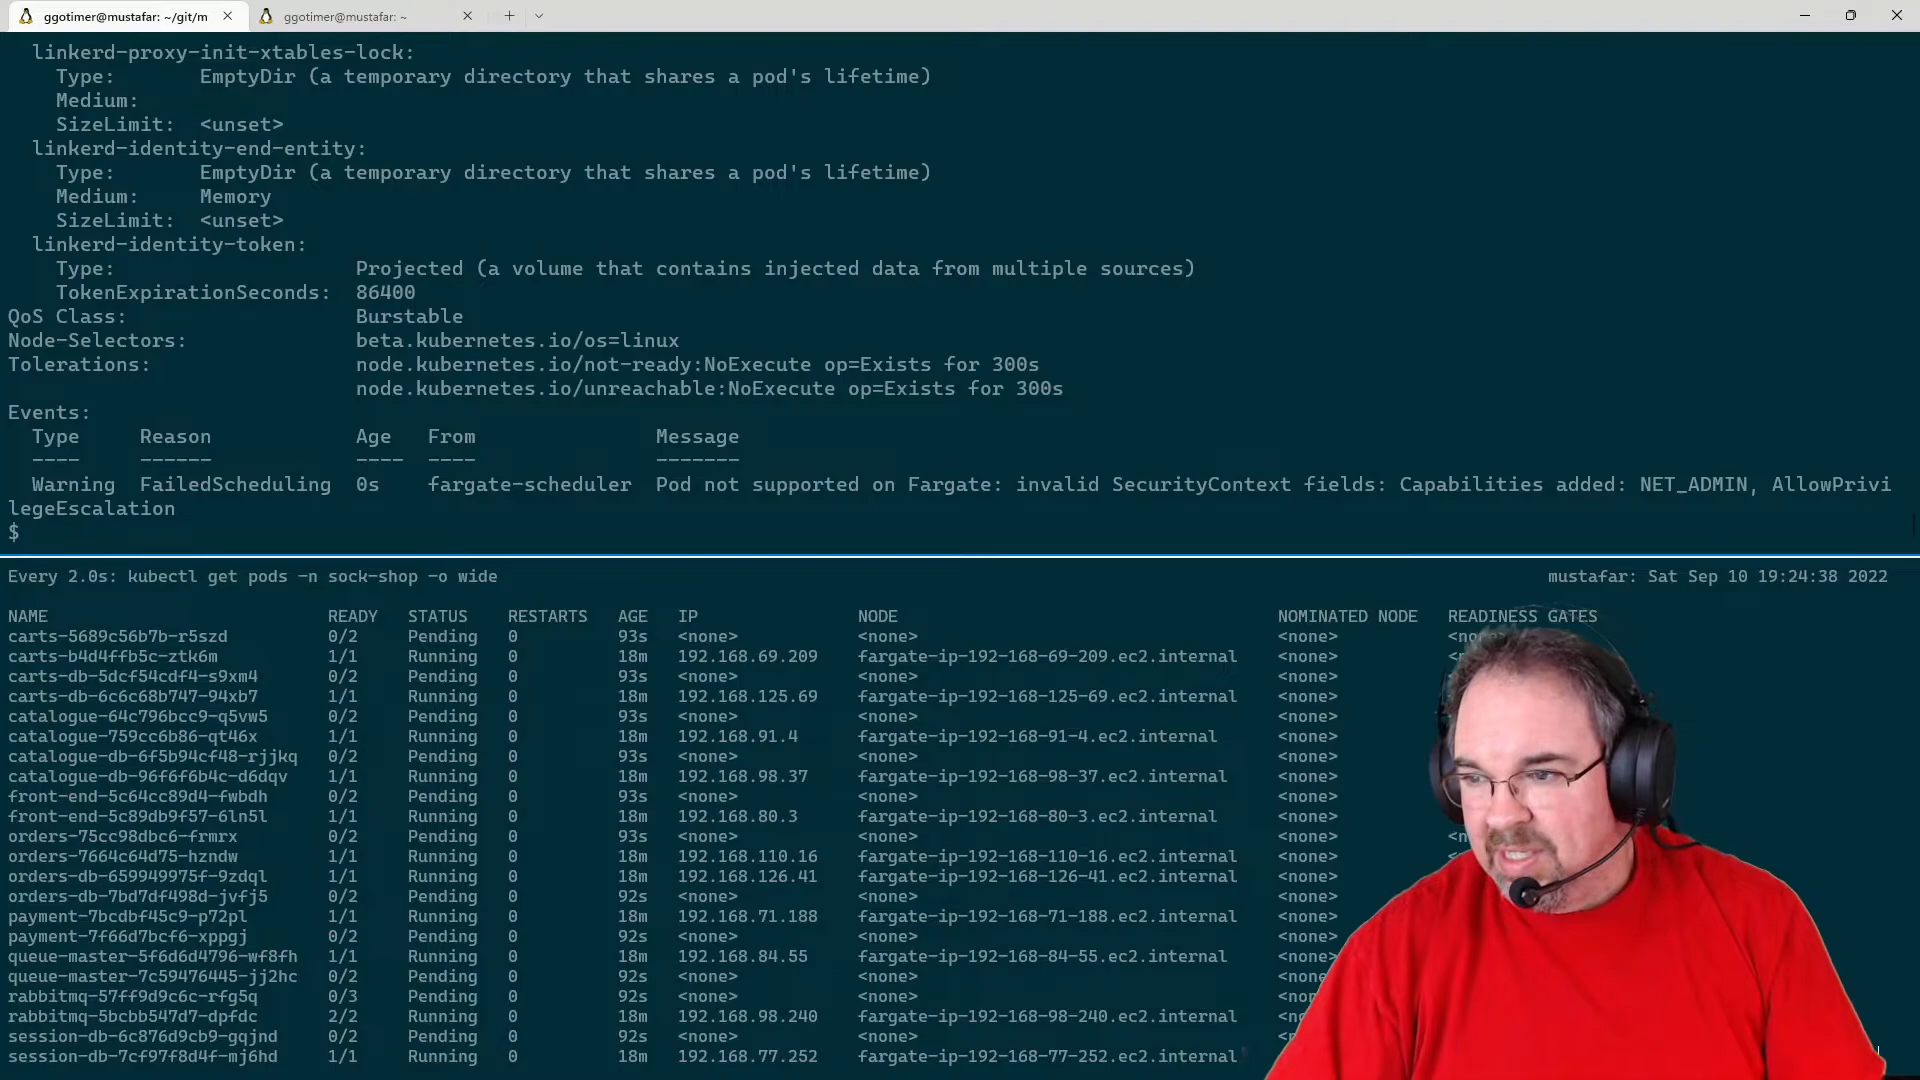 ggotimer@mustafar: ~/git/m
ggotimer@mustafar: ~
linkerd-proxy-init-xtables-lock:
Type: EmptyDir (a temporary directory that shares a pod's lifetime)
Medium:
SizeLimit: <unset>
linkerd-identity-end-entity:
Type: EmptyDir (a temporary directory that shares a pod's lifetime)
Medium: Memory
SizeLimit: <unset>
linkerd-identity-token:
Type: Projected (a volume that contains injected data from multiple sources)
TokenExpirationSeconds: 86400
QoS Class: Burstable
Node-Selectors: beta.kubernetes.io/os=linux
Tolerations: node.kubernetes.io/not-ready:NoExecute op=Exists for 300s
node.kubernetes.io/unreachable:NoExecute op=Exists for 300s
Events:
Type Reason Age From Message
---- ------ ---- ---- -------
Warning FailedScheduling 0s fargate-scheduler Pod not supported on Fargate: invalid SecurityContext fields: Capabilities added: NET_ADMIN, AllowPrivi
legeEscalation
$
Every 2.0s: kubectl get pods -n sock-shop -o wide mustafar: Sat Sep 10 19:24:38 2022
NAME READY STATUS RESTARTS AGE IP NODE NOMINATED NODE READINESS GATES
carts-5689c56b7b-r5szd 0/2 Pending 0 93s <none> <none> <none>
carts-b4d4ffb5c-ztk6m 1/1 Running 0 18m 192.168.69.209 fargate-ip-192-168-69-209.ec2.internal <none>
carts-db-5dcf54cdf4-s9xm4 0/2 Pending 0 93s <none> <none> <none>
carts-db-6c6c68b747-94xb7 1/1 Running 0 18m 192.168.125.69 fargate-ip-192-168-125-69.ec2.internal <none>
catalogue-64c796bcc9-q5vw5 0/2 Pending 0 93s <none> <none> <none>
catalogue-759cc6b86-qt46x 1/1 Running 0 18m 192.168.91.4 fargate-ip-192-168-91-4.ec2.internal <none>
catalogue-db-6f5b94cf48-rjjkq 0/2 Pending 0 93s <none> <none> <none>
catalogue-db-96f6f6b4c-d6dqv 1/1 Running 0 18m 192.168.98.37 fargate-ip-192-168-98-37.ec2.internal <none>
front-end-5c64cc89d4-fwbdh 0/2 Pending 0 93s <none> <none> <none>
front-end-5c89db9f57-6ln5l 1/1 Running 0 18m 192.168.80.3 fargate-ip-192-168-80-3.ec2.internal <none>
orders-75cc98dbc6-frmrx 0/2 Pending 0 93s <none> <none> <none>
orders-7664c64d75-hzndw 1/1 Running 0 18m 192.168.110.16 fargate-ip-192-168-110-16.ec2.internal <none>
orders-db-659949975f-9zdql 1/1 Running 0 18m 192.168.126.41 fargate-ip-192-168-126-41.ec2.internal <none>
orders-db-7bd7df498d-jvfj5 0/2 Pending 0 92s <none> <none> <none>
payment-7bcdbf45c9-p72pl 1/1 Running 0 18m 192.168.71.188 fargate-ip-192-168-71-188.ec2.internal <none>
payment-7f66d7bcf6-xppgj 0/2 Pending 0 92s <none> <none> <none>
queue-master-5f6d6d4796-wf8fh 1/1 Running 0 18m 192.168.84.55 fargate-ip-192-168-84-55.ec2.internal <none>
queue-master-7c59476445-jj2hc 0/2 Pending 0 92s <none> <none>
rabbitmq-57ff9d9c6c-rfg5q 0/3 Pending 0 92s <none> <none>
rabbitmq-5bcbb547d7-dpfdc 2/2 Running 0 18m 192.168.98.240 fargate-ip-192-168-98-240.ec2.internal
session-db-6c876d9cb9-gqjnd 0/2 Pending 0 92s <none> <none>
session-db-7cf97f8d4f-mj6hd 1/1 Running 0 18m 192.168.77.252 fargate-ip-192-168-77-252.ec2.internal